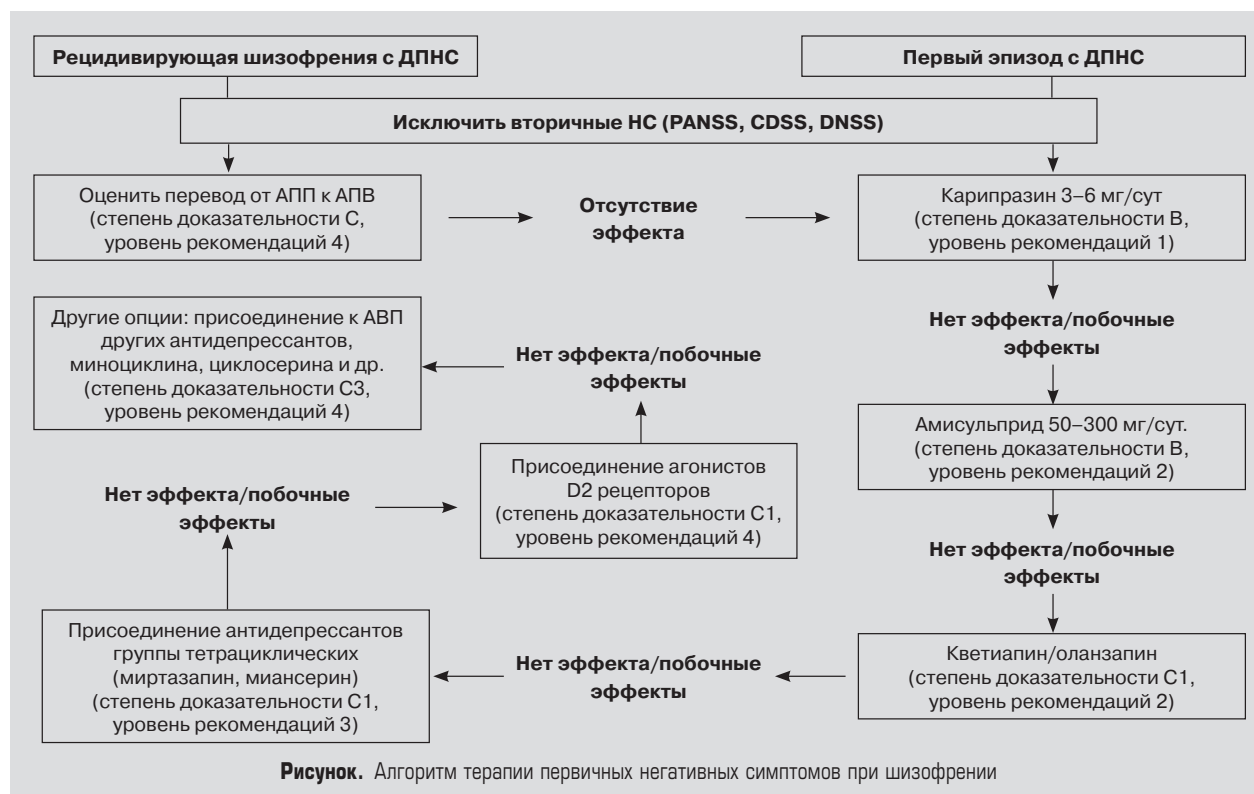 Рецидивирующая шизофрения с ДПНС
Первый эпизод с ДПНС
Исключить вторичные НС (PANSS, CDSS, DNSS)
Оценить перевод от АПП к АПВ
(степень доказательности С,
уровень рекомендаций 4)
Отсутствие
эффекта
Карипразин 3–6 мг/сут
(степень доказательности В,
уровень рекомендаций 1)
Нет эффекта/побочные
эффекты
Амисульприд 50–300 мг/сут.
(степень доказательности В,
уровень рекомендаций 2)
Нет эффекта/побочные
эффекты
Кветиапин/оланзапин
(степень доказательности С1,
уровень рекомендаций 2)
Нет эффекта/побочные
эффекты
Присоединение антидепрессантов
группы тетрациклических
(миртазапин, миансерин)
(степень доказательности С1,
уровень рекомендаций 3)
Нет эффекта/побочные
эффекты
Присоединение агонистов
D2 рецепторов
(степень доказательности С1,
уровень рекомендаций 4)
Нет эффекта/побочные
эффекты
Другие опции: присоединение к АВП
других антидепрессантов,
миноциклина, циклосерина и др.
(степень доказательности С3,
уровень рекомендаций 4)
Рисунок. Алгоритм терапии первичных негативных симптомов при шизофрении